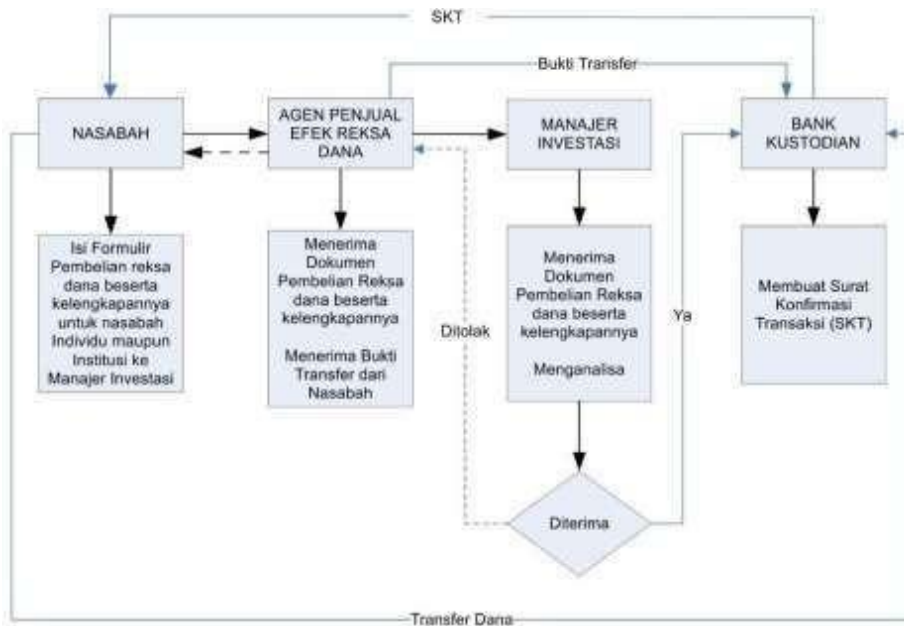 SKT
Bukti Transfer
NASABAH
AGEN PENJUAL
EFEK REKSA
DANA
MANAJER
INVESTASI
BANK
KUSTODIAN
Isi Formulir
Pembelian reksa
dana beserta
kelengkapannya
untuk nasabah
Individu maupun
Institusi ke
Manajer Investasi
Menerima
Dokumen
Pembelian Reksa
dana beserta
kelengkapannya
Menerima Bukti
Transfer dari
Nasabah
Ditolak
Menerima
Dokumen
Pembelian Reksa
dana beserta
kelengkapannya
Menganalisa
Ya
Membuat Surat
Konfirmasi
Transaksi (SKT)
Diterima
Transfer Dana